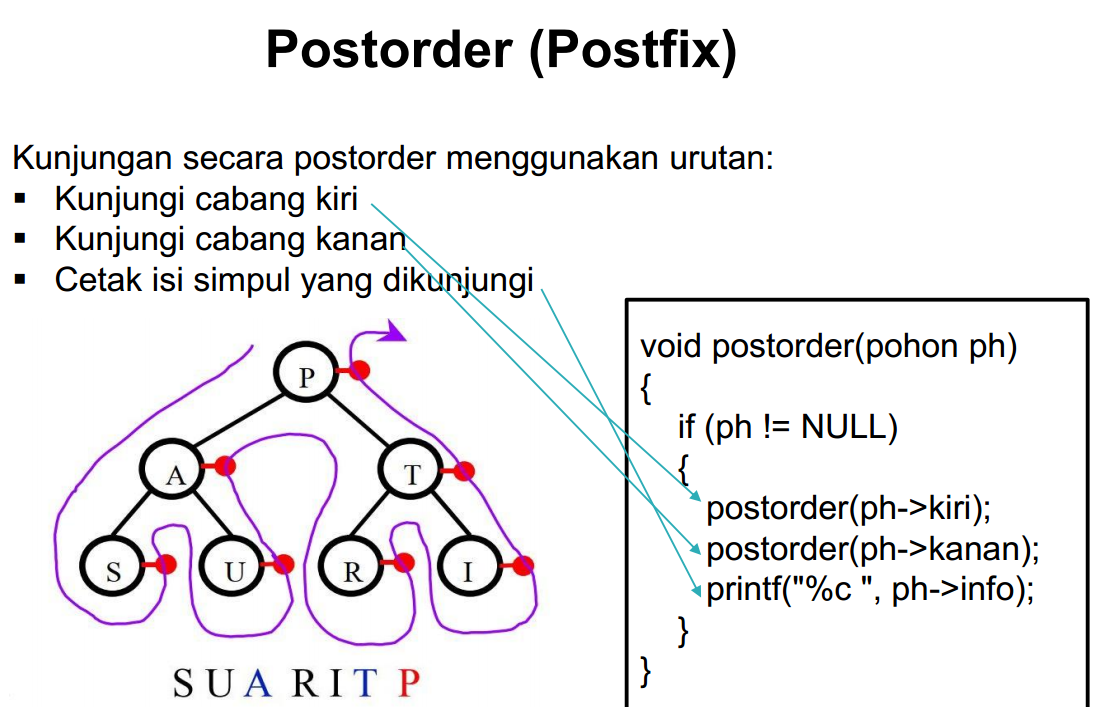 Postorder (Postfix)
Kunjungan secara postorder menggunakan urutan:
▪ Kunjungi cabang kiri
▪ Kunjungi cabang kanan
▪ Cetak isi simpul yang dikunjungi
P
A T
S U R I
S U A R I T P
void postorder(pohon ph)
{
if (ph != NULL)
{
postorder(ph->kiri);
postorder(ph->kanan);
printf("%c ", ph->info);
}
}